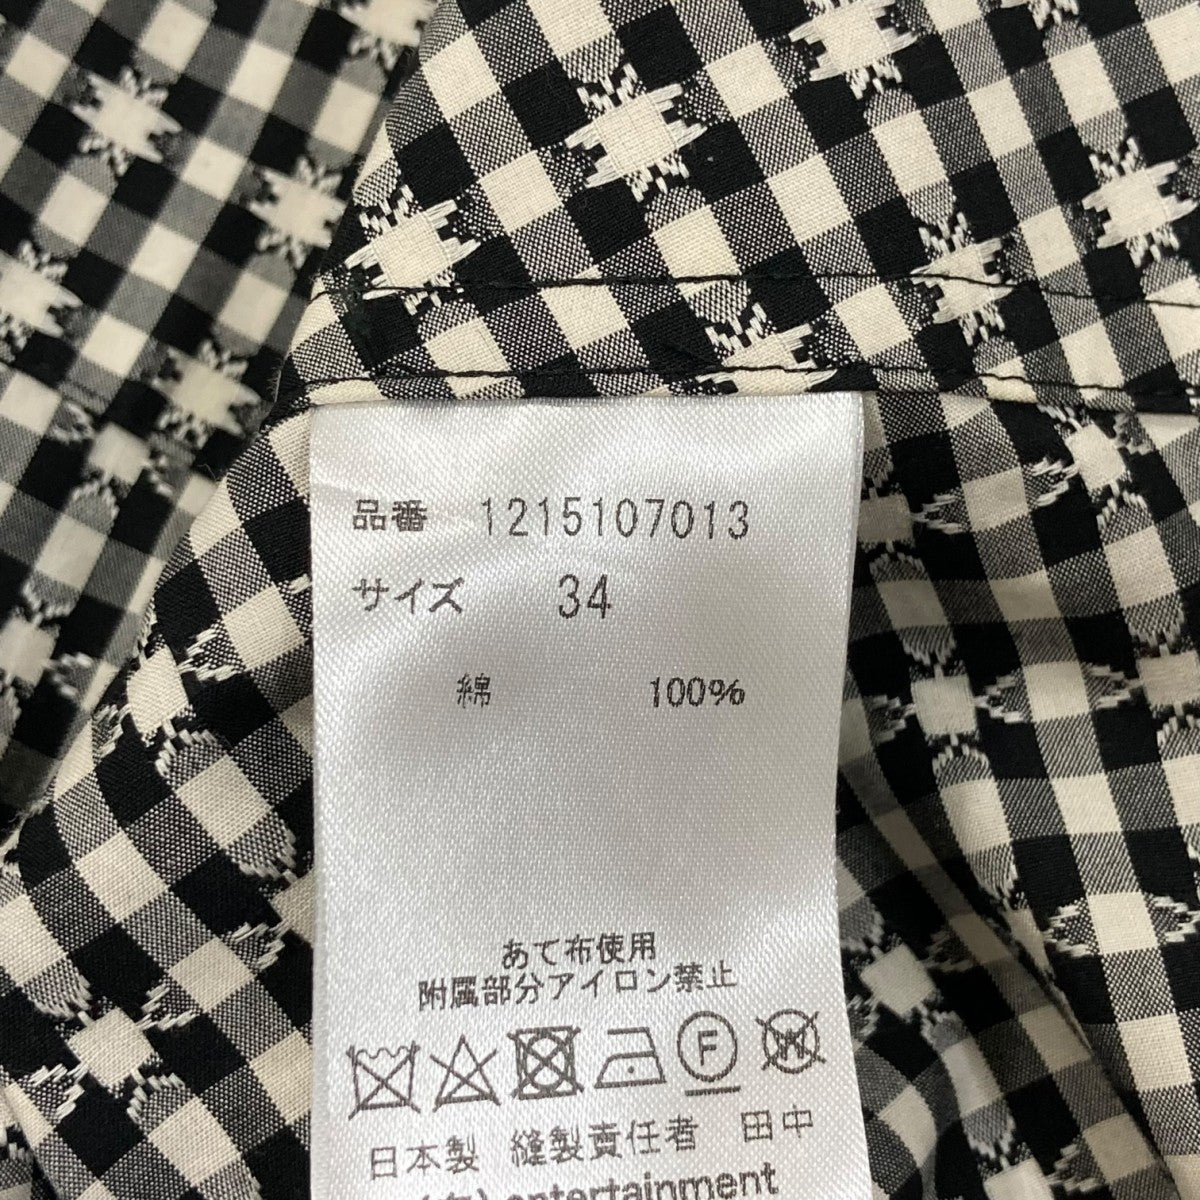 品番 1215107013
サイズ 34
綿 100%
あて布使用
附属部分アイロン禁止
F W
日本製 縫製責任者 田中
(有) entertainment